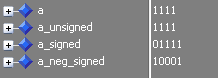 a 1111
a_unsigned 1111
a_signed 01111
a_neg_signed 10001